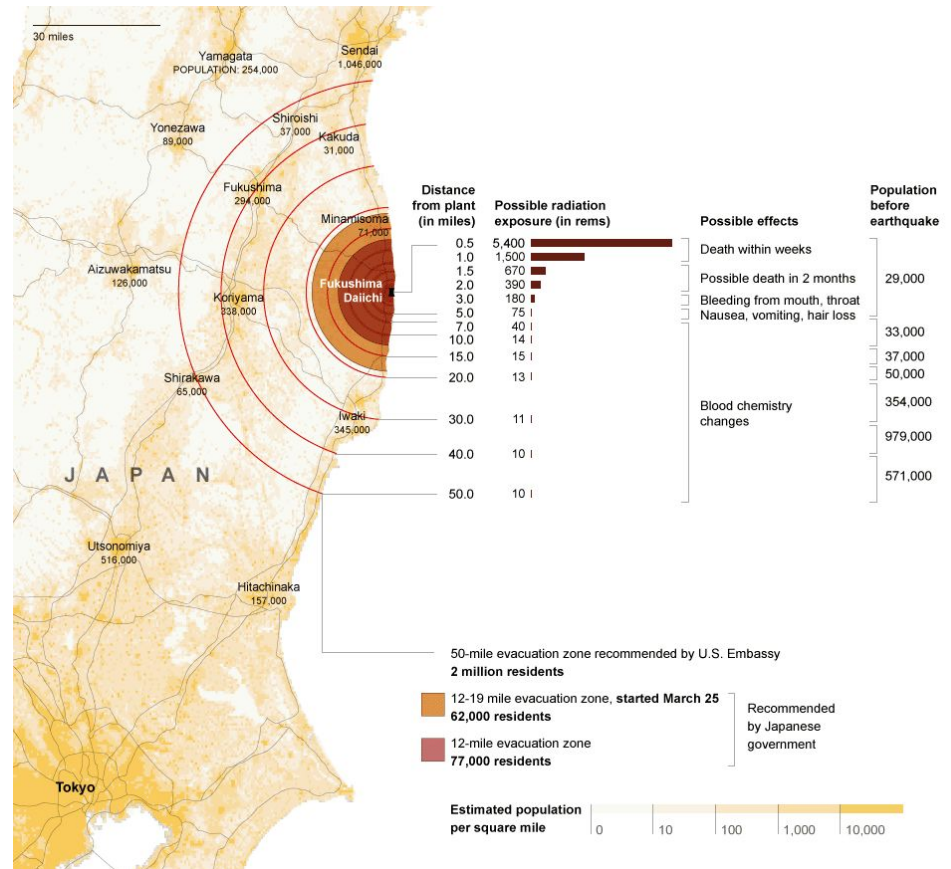 30 miles
Yamagata
POPULATION: 254,000
Sendai
1,046,000
Yonezawa
89,000
Shiroishi
37,000
Kakuda
31,000
Fukushima
294,000
Minamisoma
71,000
Aizuwakamatsu
126,000
Koriyama
338,000
Fukushima
Daiichi
Shirakawa
65,000
Iwaki
345,000
JAPAN
Utsonomiya
516,000
Hitachinaka
157,000
Tokyo
Distance
from plant
(in miles)
Possible radiation
exposure (in rems)
Possible effects
Population
before
earthquake
0.5 5,400
1.0 1,500
1.5 670
2.0 390
3.0 180
5.0 75
7.0 40
10.0 14
15.0 15
20.0 13
30.0 11
40.0 10
50.0 10
Death within weeks
Possible death in 2 months
Bleeding from mouth, throat
Nausea, vomiting, hair loss
Blood chemistry
changes
29,000
33,000
37,000
50,000
354,000
979,000
571,000
50-mile evacuation zone recommended by U.S. Embassy
2 million residents
12-19 mile evacuation zone, started March 25
62,000 residents
12-mile evacuation zone
77,000 residents
Recommended
by Japanese
government
Estimated population
per square mile
0 10 100 1,000 10,000